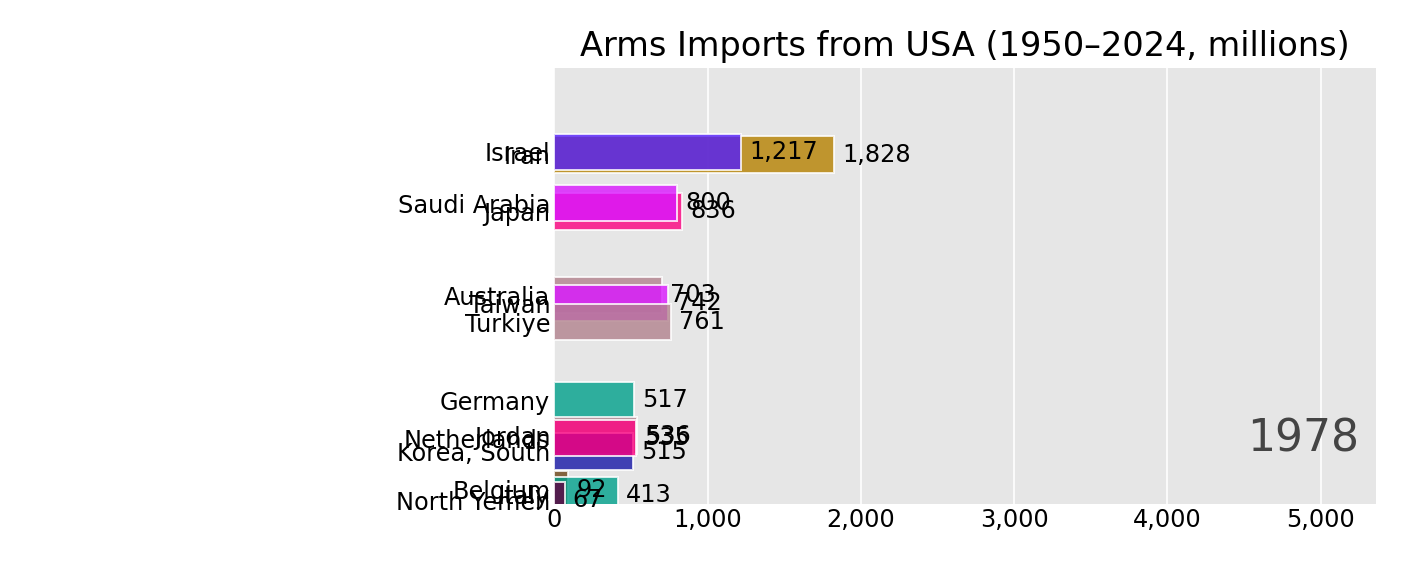 Arms Imports from USA (1950–2024, millions)
Israel
Iran
1,217
1,828
Saudi Arabia
Japan
800
836
Australia
Taiwan
Turkiye
703
742
761
Germany
517
Jordan
Netherlands
Korea, South
536
515
Belgium
Italy
North Yemen
92
67
413
1978
0 1,000 2,000 3,000 4,000 5,000